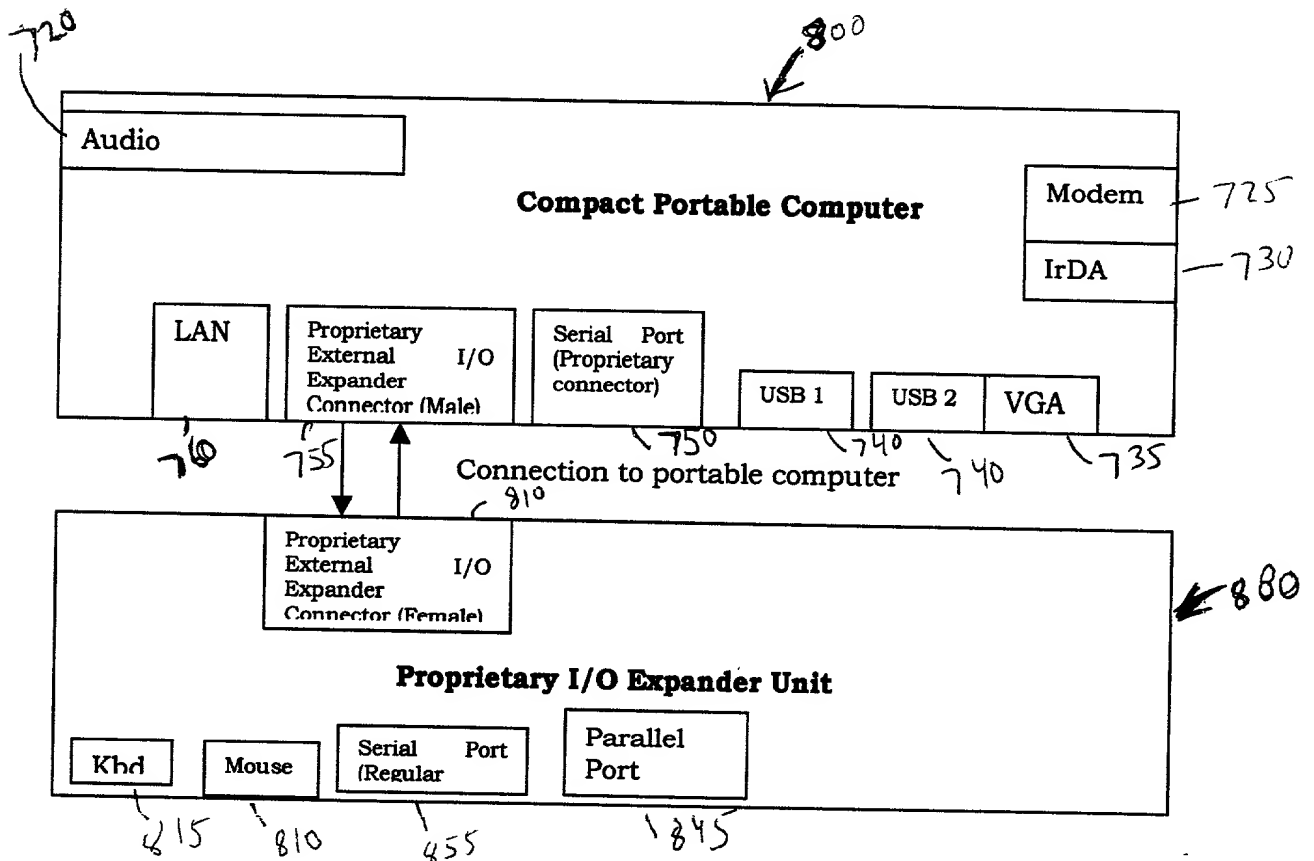 720
800
Audio
Compact Portable Computer
Modem
725
IrDA
730
LAN
Proprietary
External I/O
Expander
Connector (Male)
Serial Port
(Proprietary
connector)
USB 1
USB 2
VGA
760
755
750
740
740
735
Connection to portable computer
810
Proprietary
External I/O
Expander
Connector (Female)
880
Proprietary I/O Expander Unit
Kbd
Mouse
Serial Port
(Regular
Parallel
Port
815
810
855
845